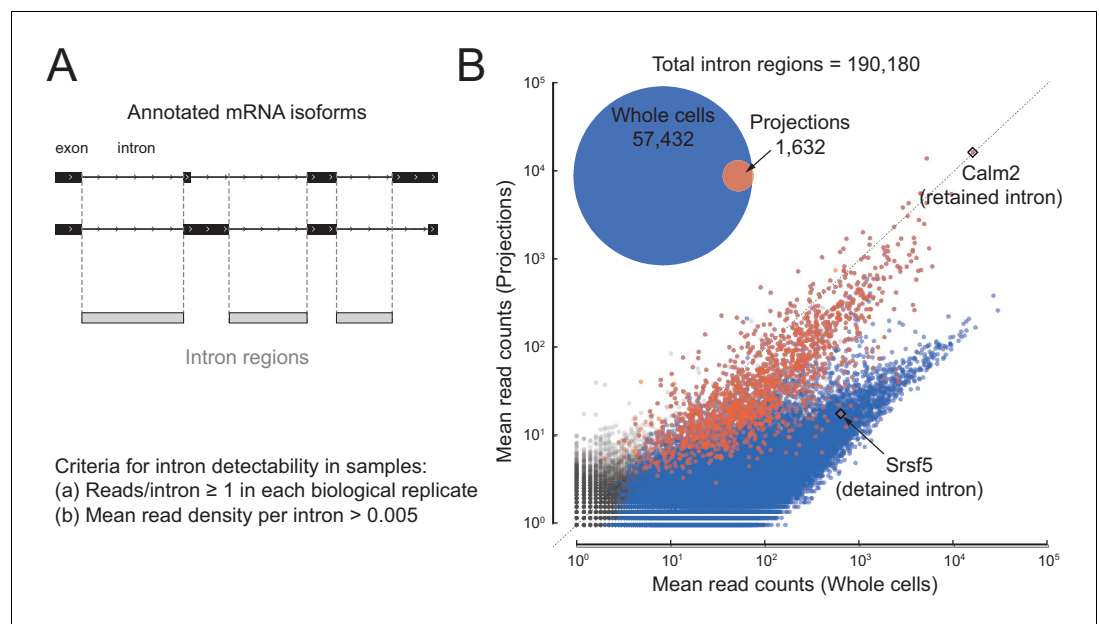 A
Annotated mRNA isoforms
exon intron
Intron regions
Criteria for intron detectability in samples:
(a) Reads/intron ≥ 1 in each biological replicate
(b) Mean read density per intron > 0.005
B
Total intron regions = 190,180
Whole cells
57,432
Projections
1,632
Calm2
(retained intron)
Srsf5
(detained intron)
Mean read counts (Projections)
10⁵
10⁴
10³
10²
10¹
10⁰
10⁰ 10¹ 10² 10³ 10⁴ 10⁵
Mean read counts (Whole cells)